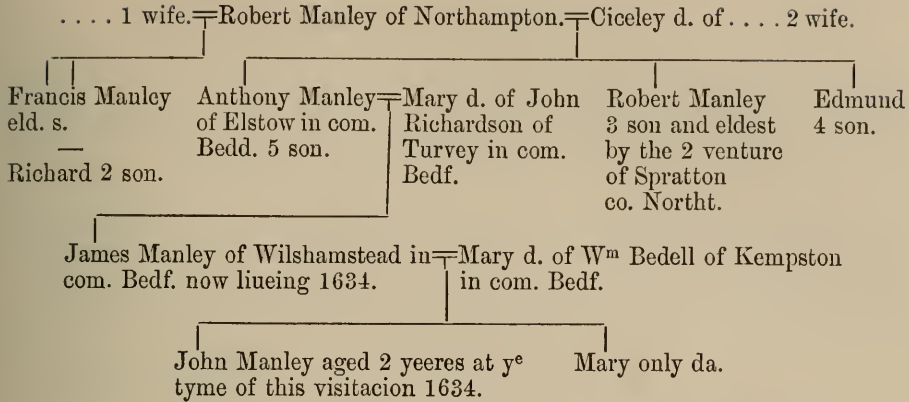 . . . . 1 wife.=Robert Manley of Northampton.=Ciceley d. of . . . . 2 wife.
Francis Manley
eld. s.
—
Richard 2 son.
Anthony Manley=Mary d. of John
of Elstow in com.
Bedd. 5 son.
Richardson of
Turvey in com.
Bedf.
Robert Manley
3 son and eldest
by the 2 venture
of Spratton
co. Northt.
Edmund
4 son.
James Manley of Wilshamstead in=Mary d. of Wᵐ Bedell of Kempston
com. Bedf. now liueing 1634.
in com. Bedf.
John Manley aged 2 yeeres at yᵉ
tyme of this visitacion 1634.
Mary only da.